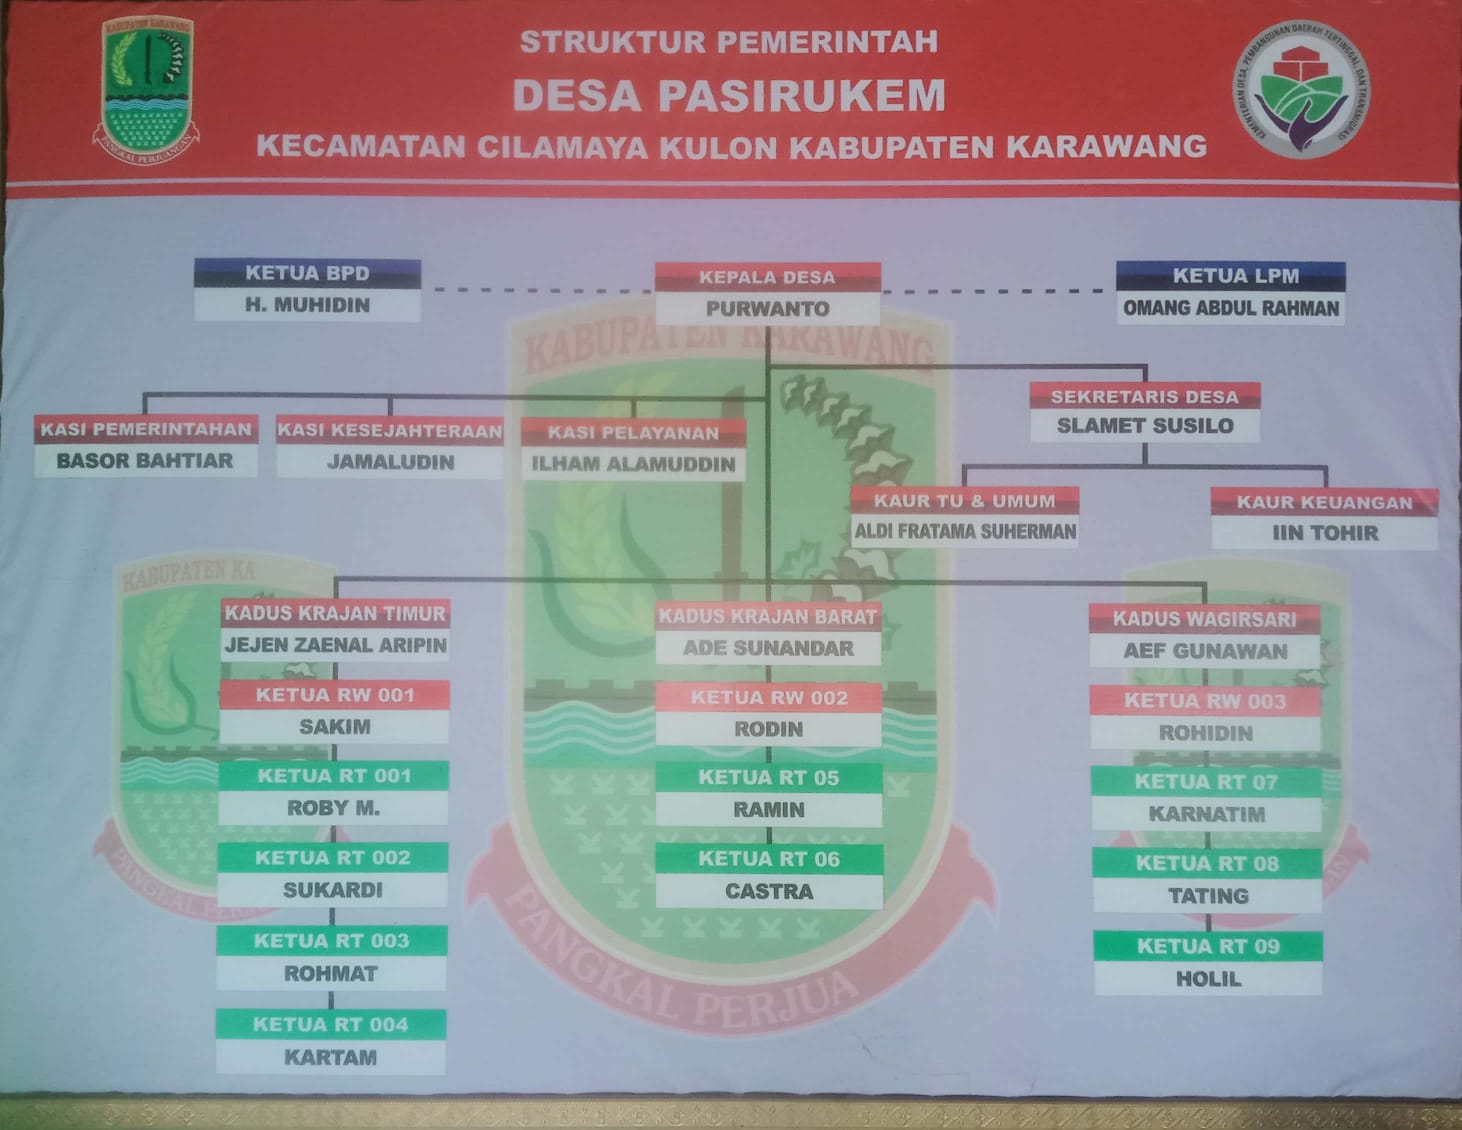 KABUPATEN KARAWANG
PANGKAL PERJUANGAN
STRUKTUR PEMERINTAH
DESA PASIRUKEM
KECAMATAN CILAMAYA KULON KABUPATEN KARAWANG
KEMENTERIAN DESA, PEMBANGUNAN DAERAH TERTINGGAL, DAN TRANSMIGRASI
KETUA BPD
H. MUHIDIN
KEPALA DESA
PURWANTO
KETUA LPM
OMANG ABDUL RAHMAN
KABUPATEN KARAWANG
SEKRETARIS DESA
SLAMET SUSILO
KASI PEMERINTAHAN
BASOR BAHTIAR
KASI KESEJAHTERAAN
JAMALUDIN
KASI PELAYANAN
ILHAM ALAMUDDIN
KAUR TU & UMUM
ALDI FRATAMA SUHERMAN
KAUR KEUANGAN
IIN TOHIR
KABUPATEN KA
KADUS KRAJAN TIMUR
JEJEN ZAENAL ARIPIN
KETUA RW 001
SAKIM
KETUA RT 001
ROBY M.
KETUA RT 002
SUKARDI
KETUA RT 003
ROHMAT
KETUA RT 004
KARTAM
PANGKAL PER
KADUS KRAJAN BARAT
ADE SUNANDAR
KETUA RW 002
RODIN
KETUA RT 05
RAMIN
KETUA RT 06
CASTRA
PANGKAL PERJUA
KADUS WAGIRSARI
AEF GUNAWAN
KETUA RW 003
ROHIDIN
KETUA RT 07
KARNATIM
KETUA RT 08
TATING
KETUA RT 09
HOLIL